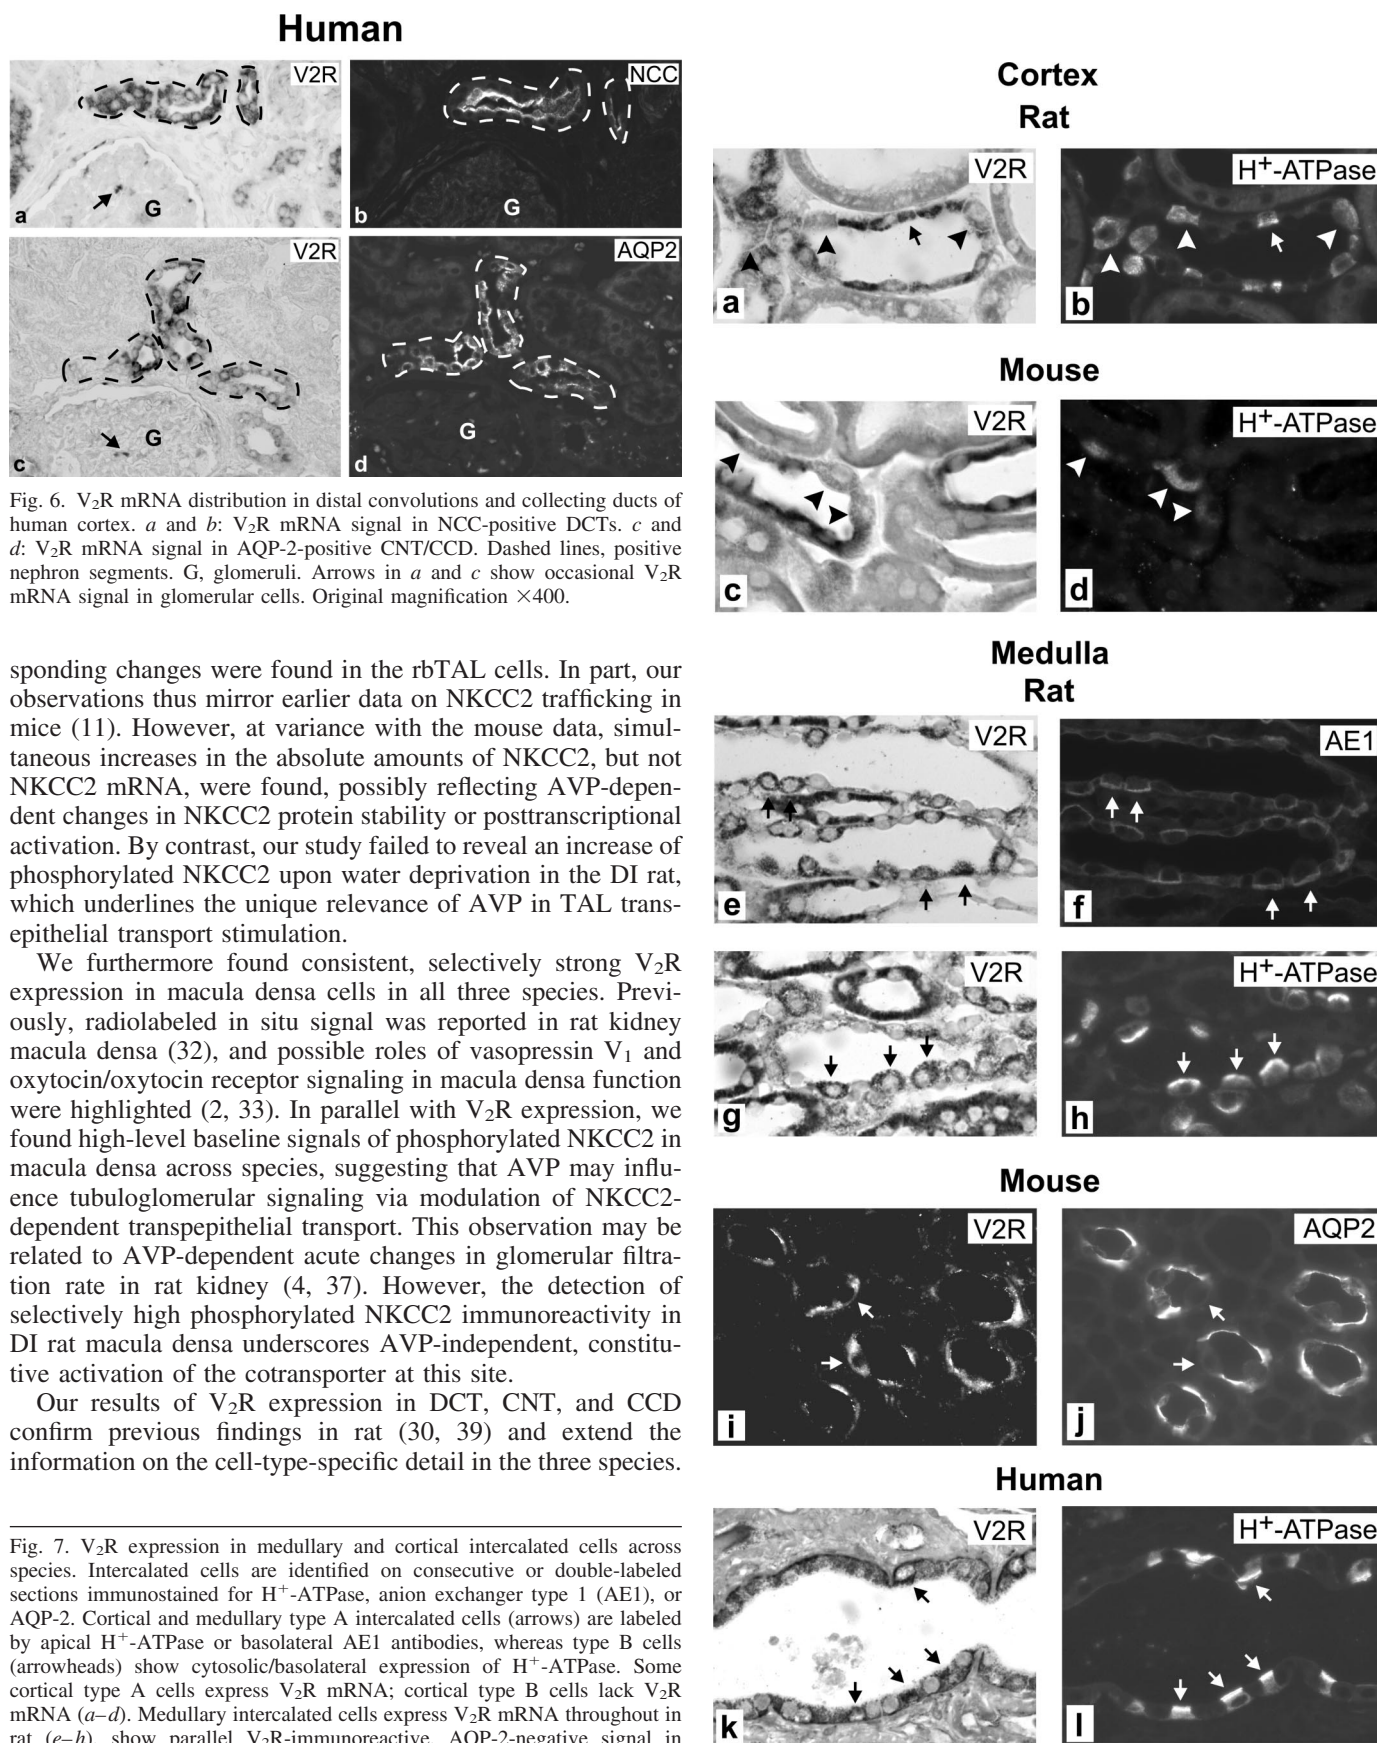 Human
V2R
NCC
G
a
G
b
V2R
AQP2
G
c
G
d
Fig. 6. V₂R mRNA distribution in distal convolutions and collecting ducts of
human cortex. a and b: V₂R mRNA signal in NCC-positive DCTs. c and
d: V₂R mRNA signal in AQP-2-positive CNT/CCD. Dashed lines, positive
nephron segments. G, glomeruli. Arrows in a and c show occasional V₂R
mRNA signal in glomerular cells. Original magnification ×400.
sponding changes were found in the rbTAL cells. In part, our
observations thus mirror earlier data on NKCC2 trafficking in
mice (11). However, at variance with the mouse data, simul-
taneous increases in the absolute amounts of NKCC2, but not
NKCC2 mRNA, were found, possibly reflecting AVP-depen-
dent changes in NKCC2 protein stability or posttranscriptional
activation. By contrast, our study failed to reveal an increase of
phosphorylated NKCC2 upon water deprivation in the DI rat,
which underlines the unique relevance of AVP in TAL trans-
epithelial transport stimulation.
We furthermore found consistent, selectively strong V₂R
expression in macula densa cells in all three species. Previ-
ously, radiolabeled in situ signal was reported in rat kidney
macula densa (32), and possible roles of vasopressin V₁ and
oxytocin/oxytocin receptor signaling in macula densa function
were highlighted (2, 33). In parallel with V₂R expression, we
found high-level baseline signals of phosphorylated NKCC2 in
macula densa across species, suggesting that AVP may influ-
ence tubuloglomerular signaling via modulation of NKCC2-
dependent transpepithelial transport. This observation may be
related to AVP-dependent acute changes in glomerular filtra-
tion rate in rat kidney (4, 37). However, the detection of
selectively high phosphorylated NKCC2 immunoreactivity in
DI rat macula densa underscores AVP-independent, constitu-
tive activation of the cotransporter at this site.
Our results of V₂R expression in DCT, CNT, and CCD
confirm previous findings in rat (30, 39) and extend the
information on the cell-type-specific detail in the three species.
Fig. 7. V₂R expression in medullary and cortical intercalated cells across
species. Intercalated cells are identified on consecutive or double-labeled
sections immunostained for H⁺-ATPase, anion exchanger type 1 (AE1), or
AQP-2. Cortical and medullary type A intercalated cells (arrows) are labeled
by apical H⁺-ATPase or basolateral AE1 antibodies, whereas type B cells
(arrowheads) show cytosolic/basolateral expression of H⁺-ATPase. Some
cortical type A cells express V₂R mRNA; cortical type B cells lack V₂R
mRNA (a–d). Medullary intercalated cells express V₂R mRNA throughout in
rat (e–h), show parallel V₂R-immunoreactive, AQP-2-negative signal in
Cortex
Rat
V2R
H⁺-ATPase
a
b
Mouse
V2R
H⁺-ATPase
c
d
Medulla
Rat
V2R
AE1
e
f
V2R
H⁺-ATPase
g
h
Mouse
V2R
AQP2
i
j
Human
V2R
H⁺-ATPase
k
l